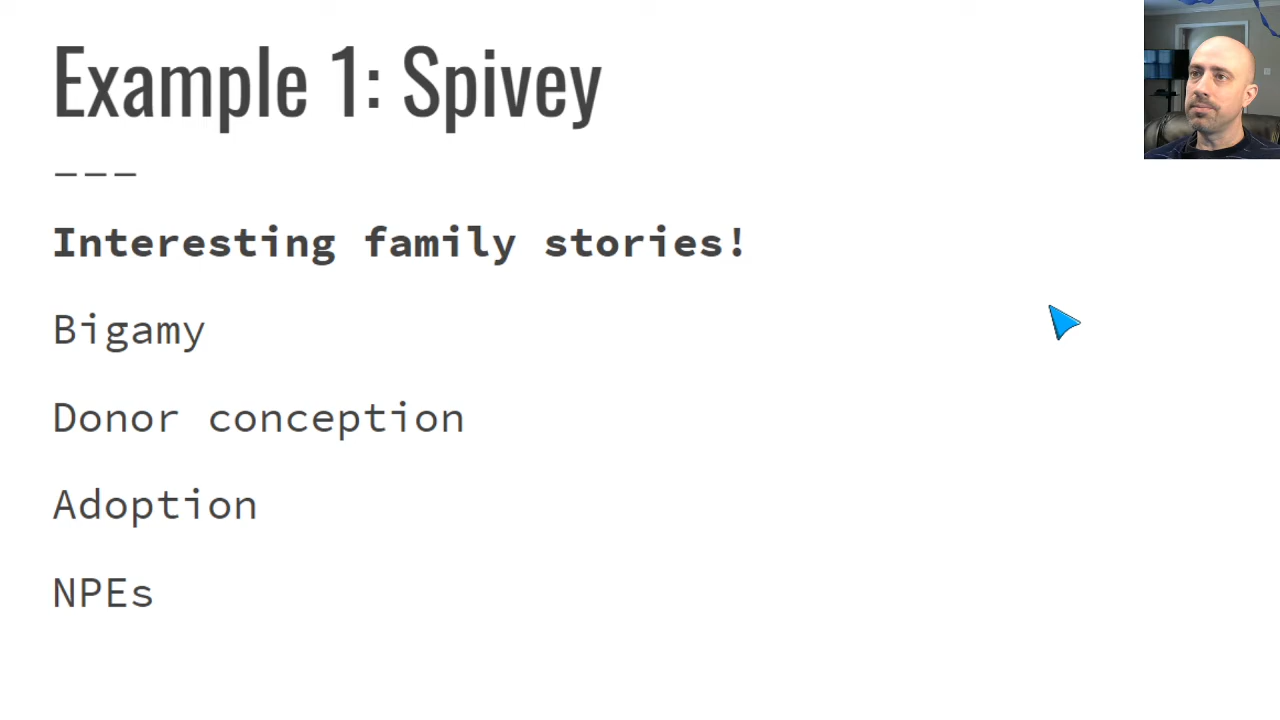 Example 1: Spivey
---
Interesting family stories!
Bigamy
Donor conception
Adoption
NPEs